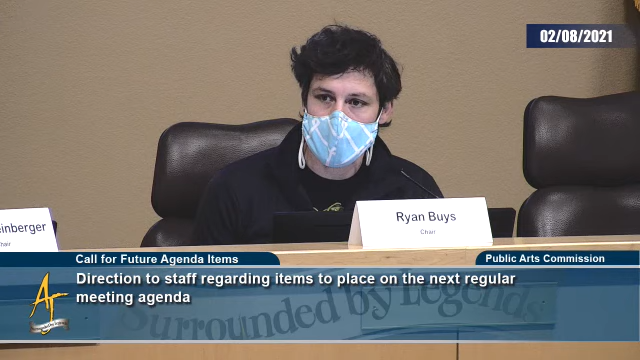 02/08/2021
einberger
Chair
Ryan Buys
Chair
Call for Future Agenda Items
Public Arts Commission
Direction to staff regarding items to place on the next regular
meeting agenda
Surrounded by Legends